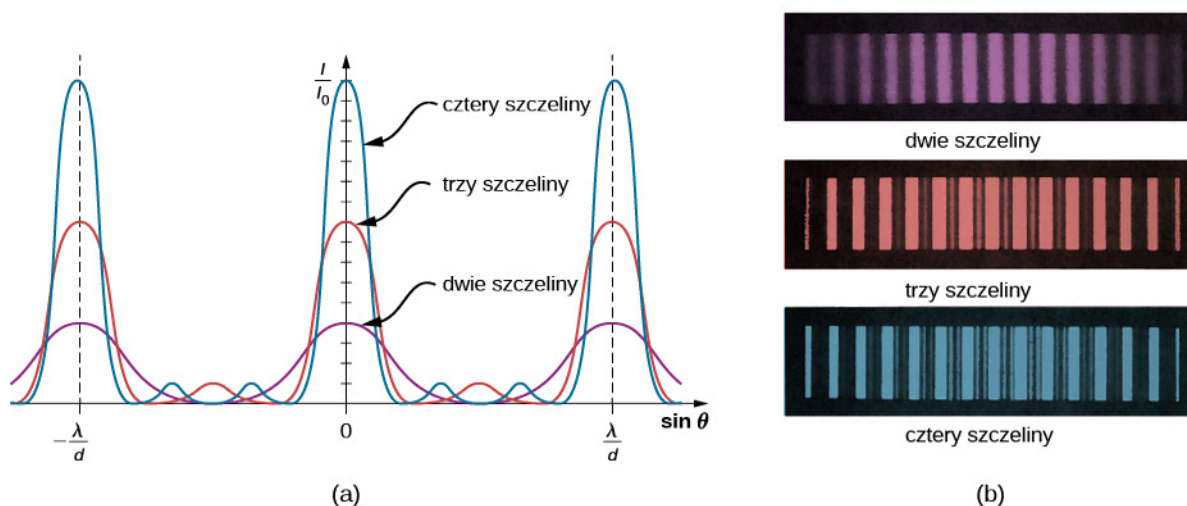 I
I₀
cztery szczeliny
trzy szczeliny
dwie szczeliny
sin θ
−λ/d
0
λ/d
(a)
dwie szczeliny
trzy szczeliny
cztery szczeliny
(b)